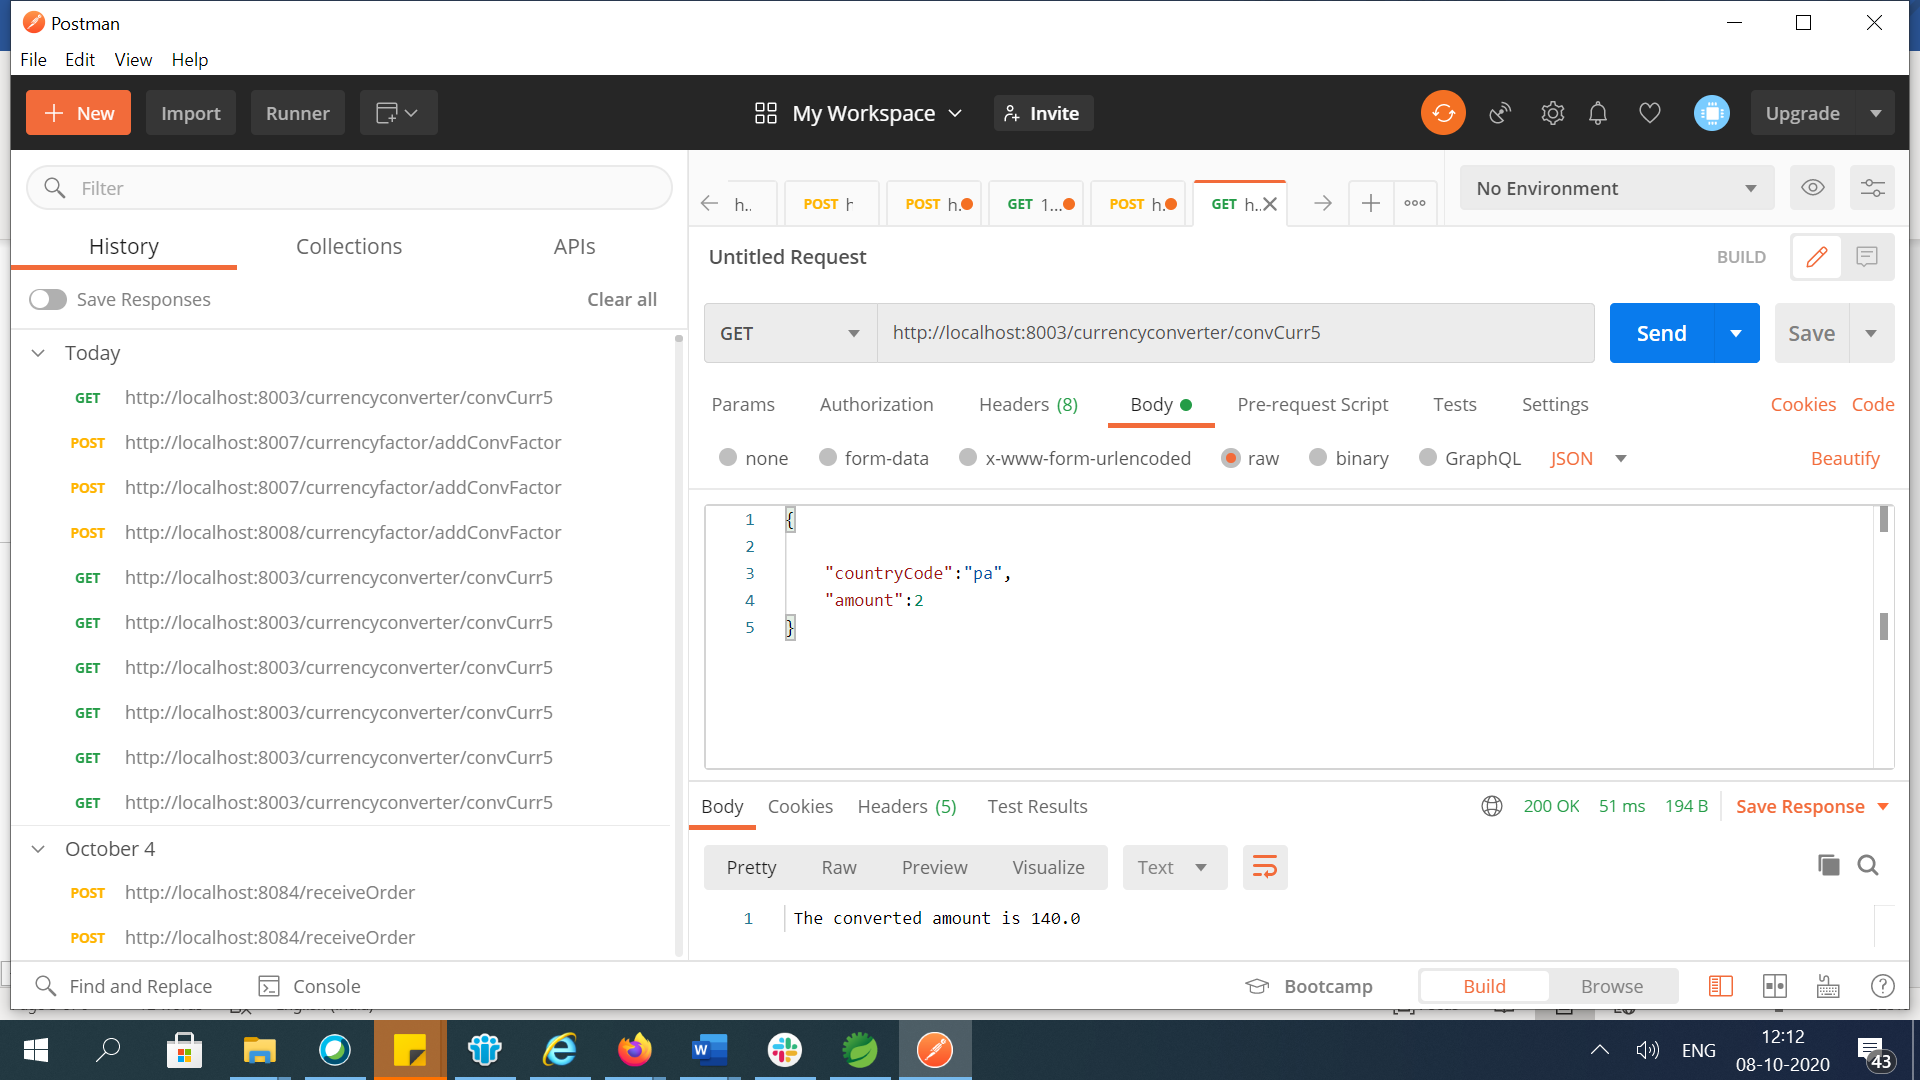 Postman
File Edit View Help
New Import Runner My Workspace Invite Upgrade
Filter
History Collections APIs
Save Responses Clear all
Today
GET http://localhost:8003/currencyconverter/convCurr5
POST http://localhost:8007/currencyfactor/addConvFactor
POST http://localhost:8007/currencyfactor/addConvFactor
POST http://localhost:8008/currencyfactor/addConvFactor
GET http://localhost:8003/currencyconverter/convCurr5
GET http://localhost:8003/currencyconverter/convCurr5
GET http://localhost:8003/currencyconverter/convCurr5
GET http://localhost:8003/currencyconverter/convCurr5
GET http://localhost:8003/currencyconverter/convCurr5
GET http://localhost:8003/currencyconverter/convCurr5
October 4
POST http://localhost:8084/receiveOrder
POST http://localhost:8084/receiveOrder
h.. POST h POST h. GET 1... POST h. GET h..
No Environment
Untitled Request BUILD
GET http://localhost:8003/currencyconverter/convCurr5 Send Save
Params Authorization Headers (8) Body Pre-request Script Tests Settings Cookies Code
none form-data x-www-form-urlencoded raw binary GraphQL JSON Beautify
1 {
2
3 "countryCode":"pa",
4 "amount":2
5 }
Body Cookies Headers (5) Test Results 200 OK 51 ms 194 B Save Response
Pretty Raw Preview Visualize Text
1 The converted amount is 140.0
Find and Replace Console Bootcamp Build Browse
ENG 12:12
08-10-2020
43